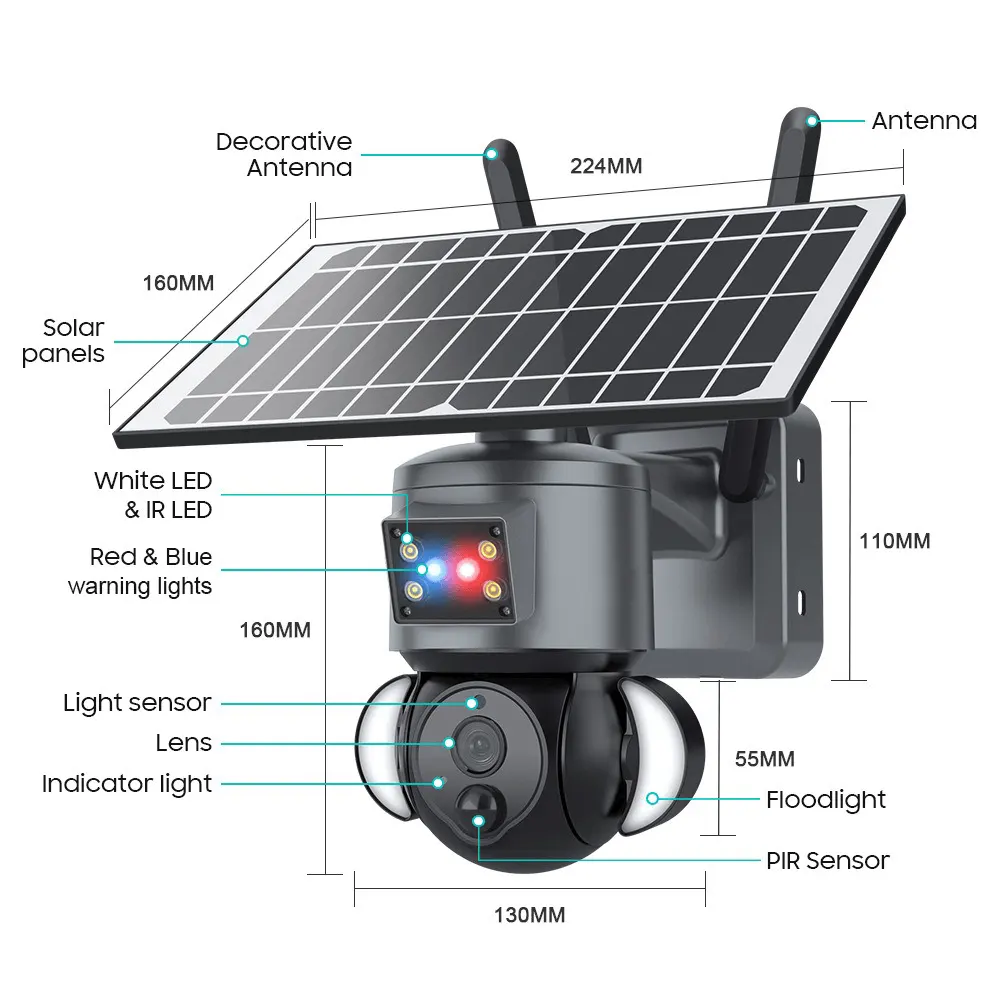 Decorative
Antenna
Antenna
224MM
160MM
Solar
panels
White LED
& IR LED
Red & Blue
warning lights
110MM
160MM
Light sensor
Lens
Indicator light
55MM
Floodlight
PIR Sensor
130MM